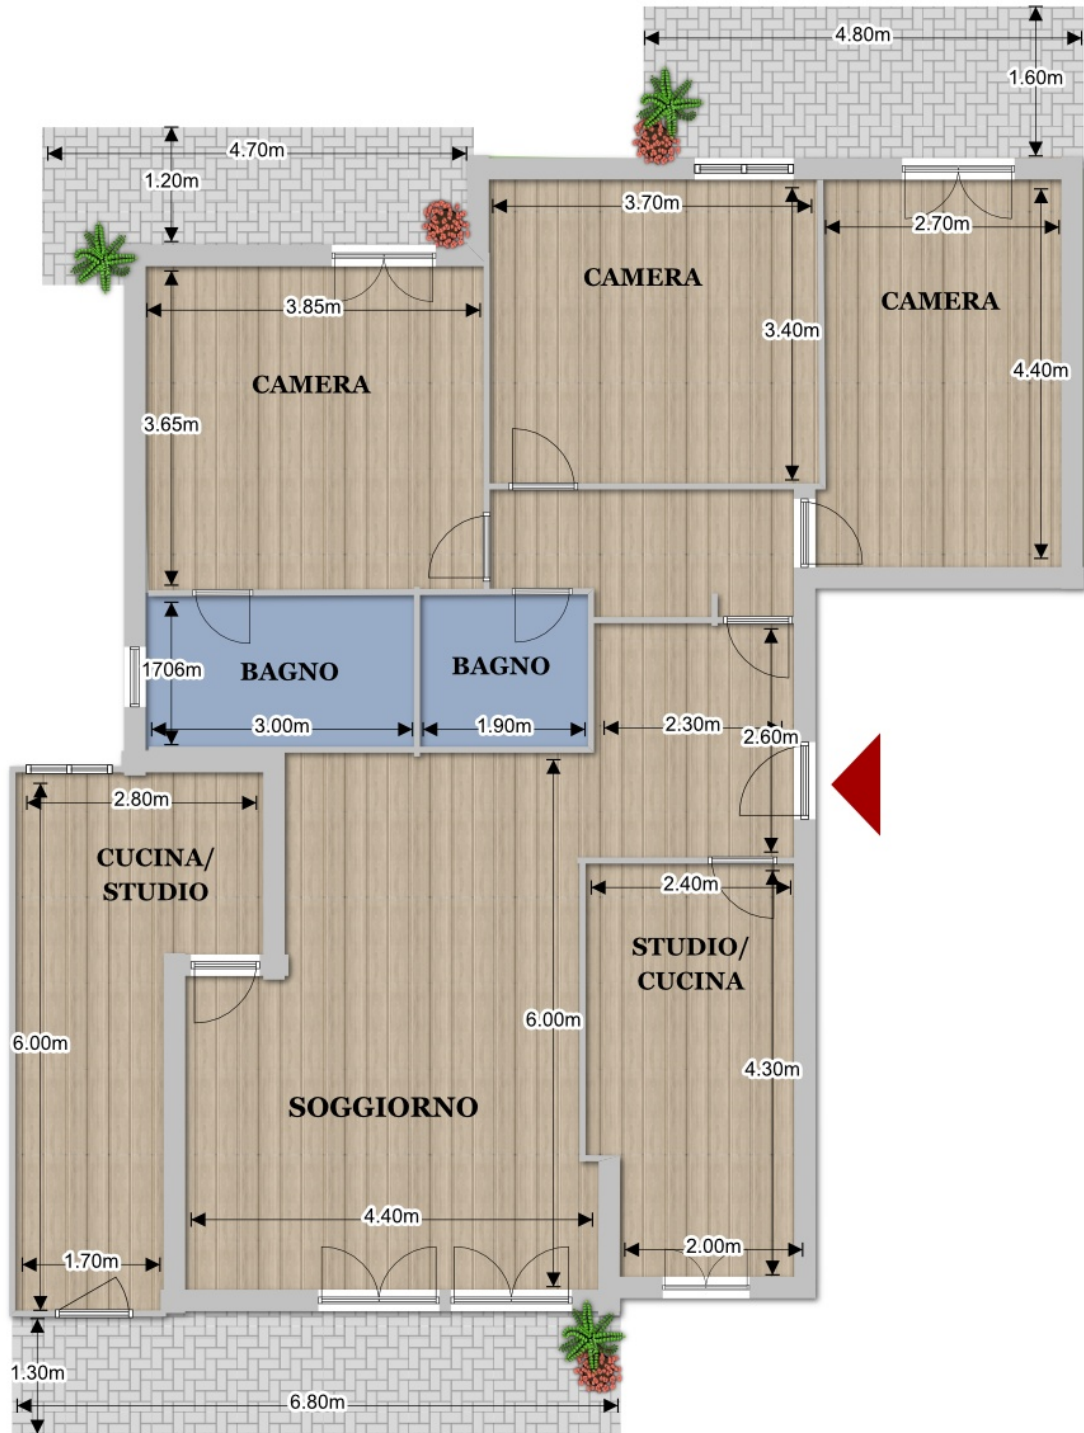 4.80m
1.60m
4.70m
1.20m
3.70m
2.70m
CAMERA
CAMERA
3.85m
3.40m
4.40m
CAMERA
3.65m
1706m
BAGNO
BAGNO
3.00m
1.90m
2.30m
2.60m
2.80m
CUCINA/
STUDIO
2.40m
STUDIO/
CUCINA
6.00m
6.00m
4.30m
SOGGIORNO
4.40m
1.70m
2.00m
1.30m
6.80m